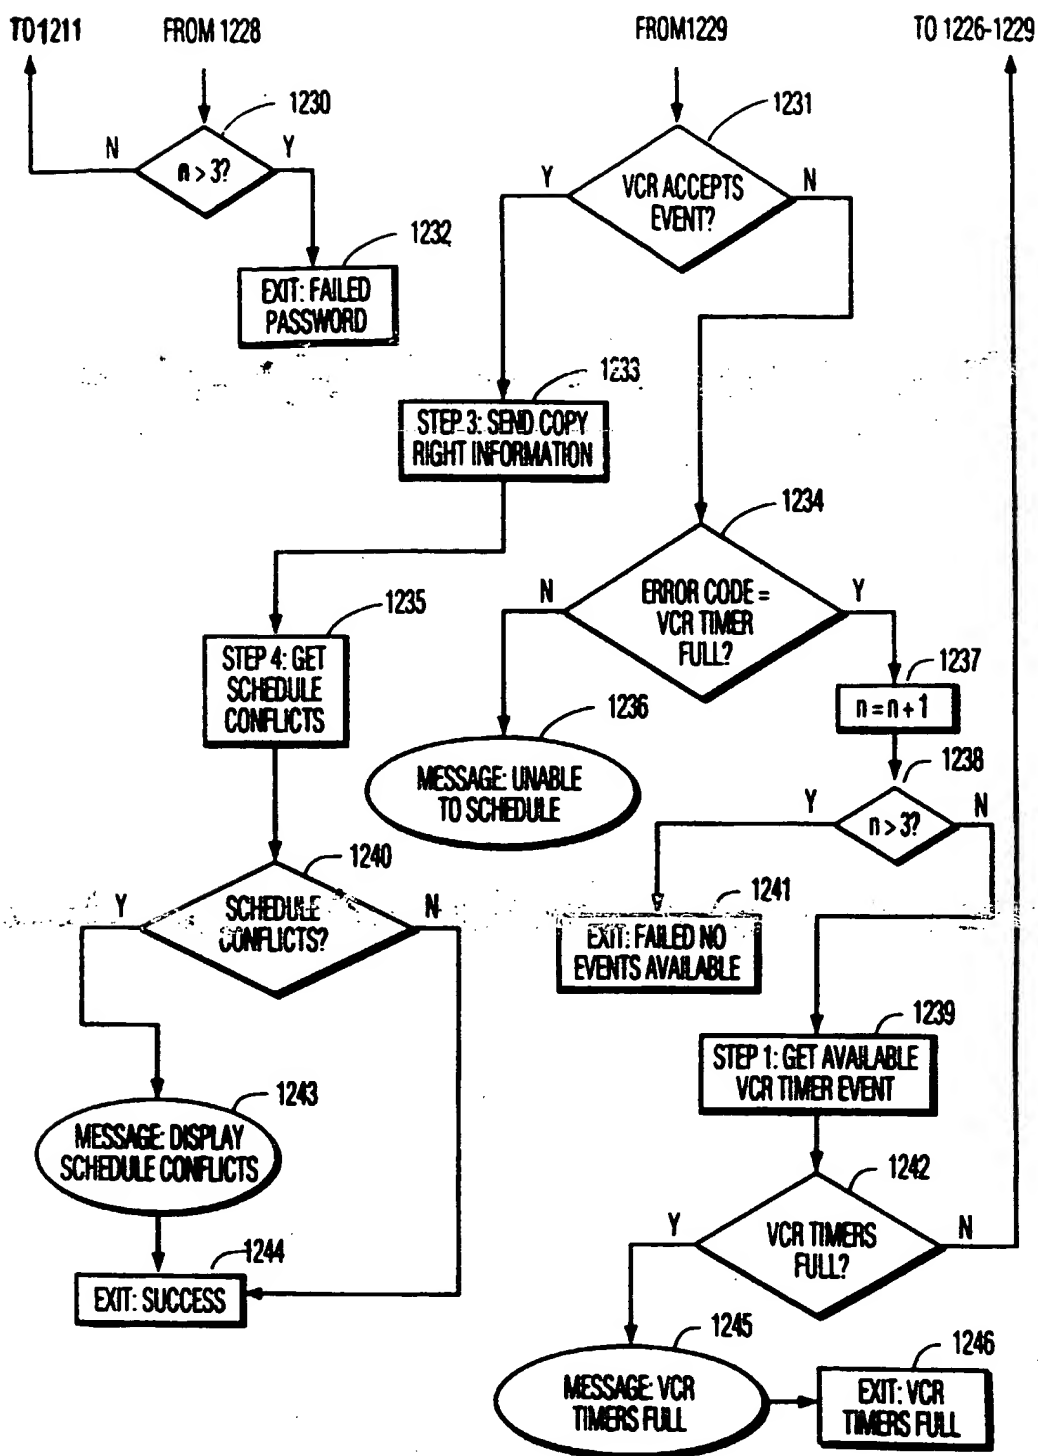 TO 1211
FROM 1228
FROM1229
TO 1226-1229
1230
N
n > 3?
Y
1231
Y
VCR ACCEPTS
EVENT?
N
1232
EXIT: FAILED
PASSWORD
1233
STEP 3: SEND COPY
RIGHT INFORMATION
1234
N
ERROR CODE =
VCR TIMER
FULL?
Y
1235
STEP 4: GET
SCHEDULE
CONFLICTS
1236
MESSAGE: UNABLE
TO SCHEDULE
1237
n = n + 1
1238
Y
n > 3?
N
1240
Y
SCHEDULE
CONFLICTS?
N
1241
EXIT: FAILED NO
EVENTS AVAILABLE
1239
STEP 1: GET AVAILABLE
VCR TIMER EVENT
1243
MESSAGE: DISPLAY
SCHEDULE CONFLICTS
1242
Y
VCR TIMERS
FULL?
N
1244
EXIT: SUCCESS
1245
MESSAGE: VCR
TIMERS FULL
1246
EXIT: VCR
TIMERS FULL